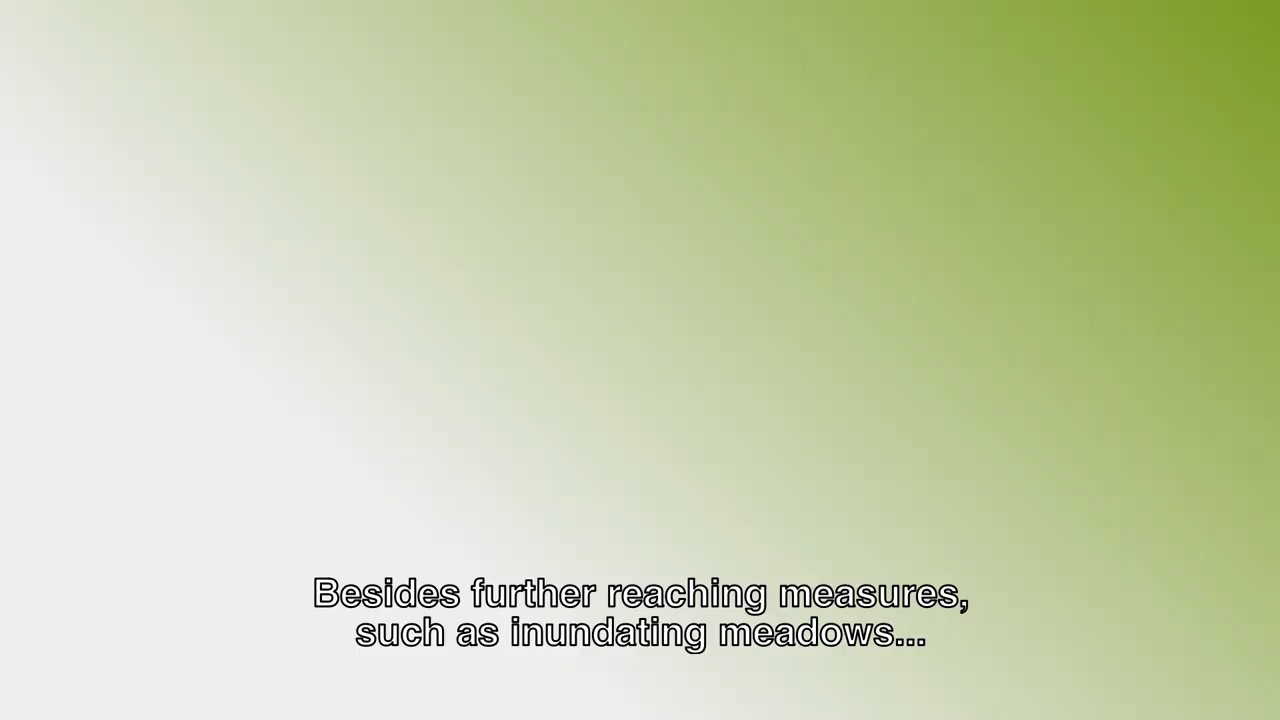 Besides further reaching measures,
such as inundating meadows...